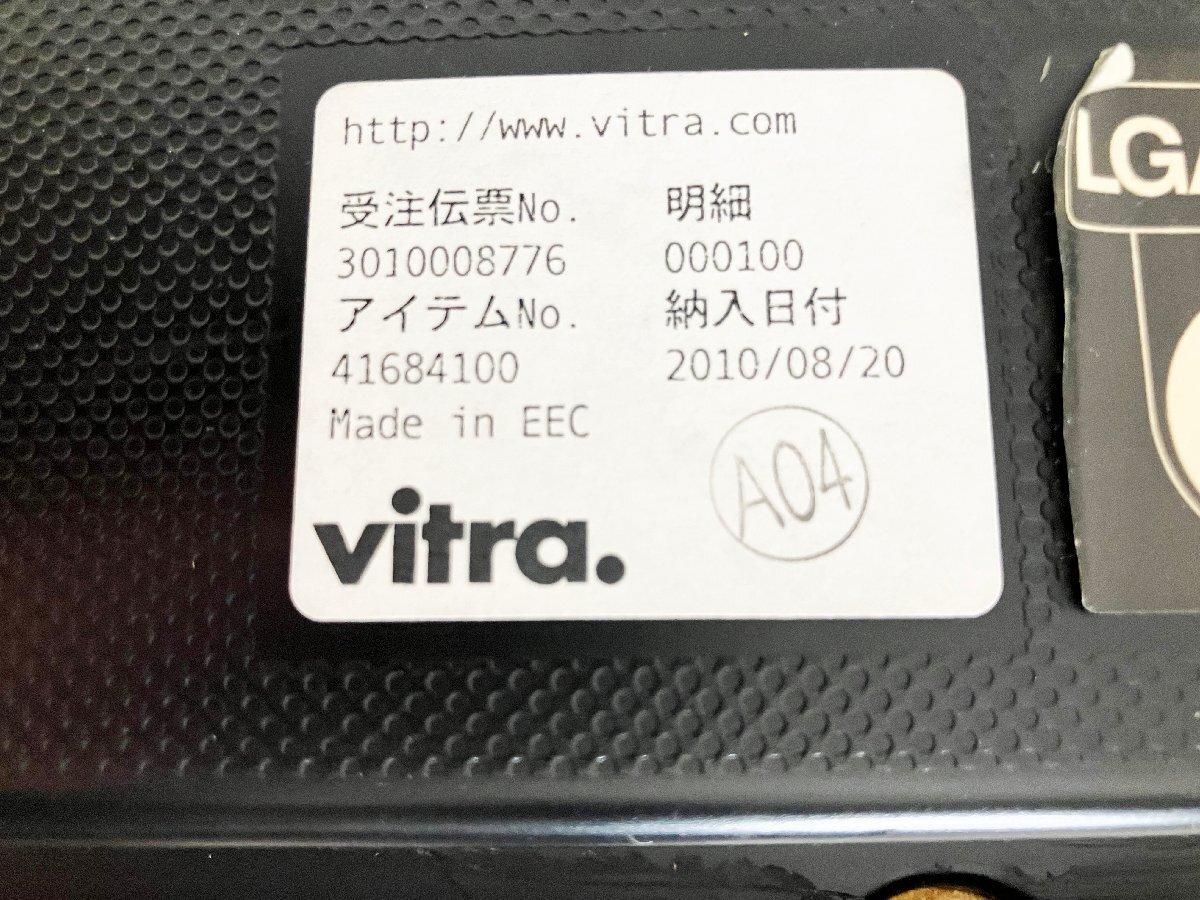 http://www.vitra.com
受注伝票No. 明細
3010008776 000100
アイテムNo. 納入日付
41684100 2010/08/20
Made in EEC
A04
vitra.